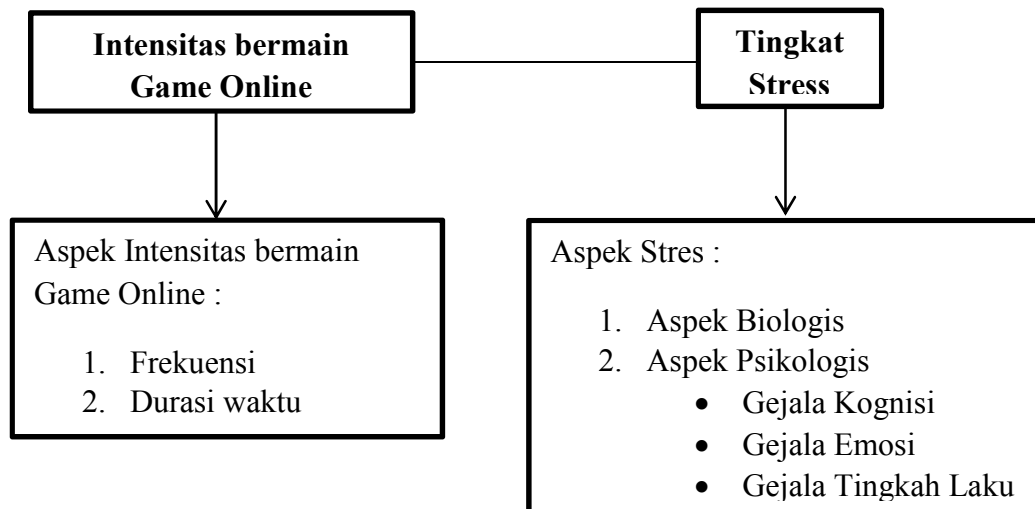 Intensitas bermain
Game Online
Tingkat
Stress
Aspek Intensitas bermain
Game Online :
1. Frekuensi
2. Durasi waktu
Aspek Stres :
1. Aspek Biologis
2. Aspek Psikologis
• Gejala Kognisi
• Gejala Emosi
• Gejala Tingkah Laku